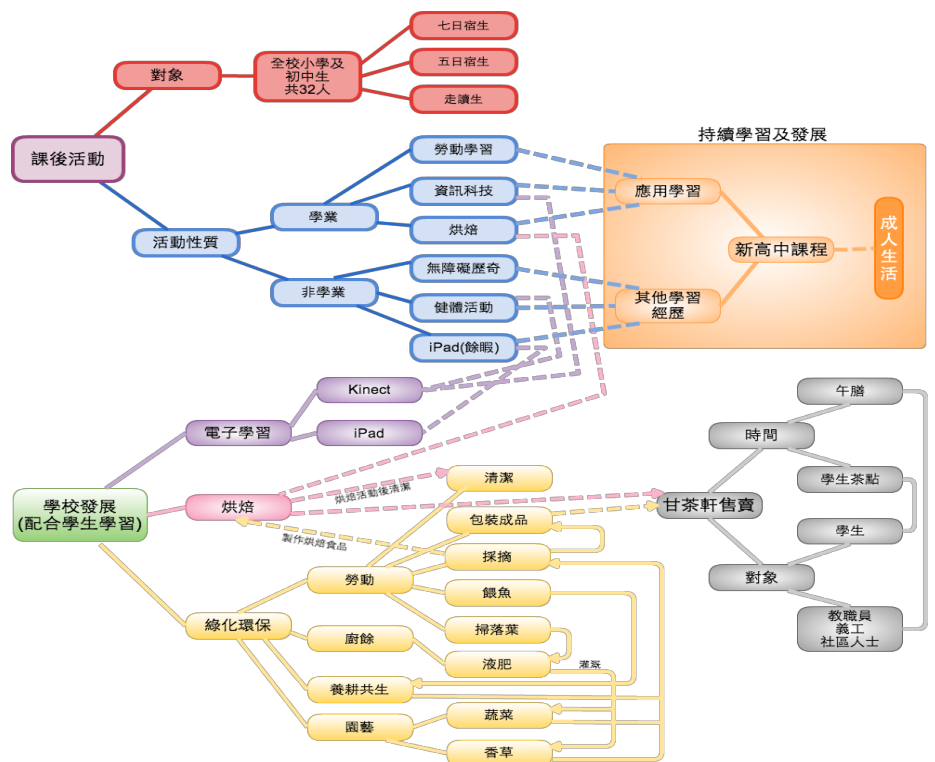 七日宿生
五日宿生
走讀生
全校小學及
初中生
共32人
對象
課後活動
活動性質
學業
非學業
勞動學習
資訊科技
烘焙
無障礙歷奇
健體活動
iPad(餘暇)
持續學習及發展
應用學習
新高中課程
其他學習
經歷
成人生活
Kinect
電子學習
iPad
學校發展
(配合學生學習)
烘焙
烘焙活動後清潔
製作烘焙食品
清潔
包裝成品
採摘
勞動
餵魚
掃落葉
綠化環保
廚餘
液肥
灌溉
養耕共生
園藝
蔬菜
香草
午膳
時間
學生茶點
甘茶軒售賣
學生
對象
教職員
義工
社區人士